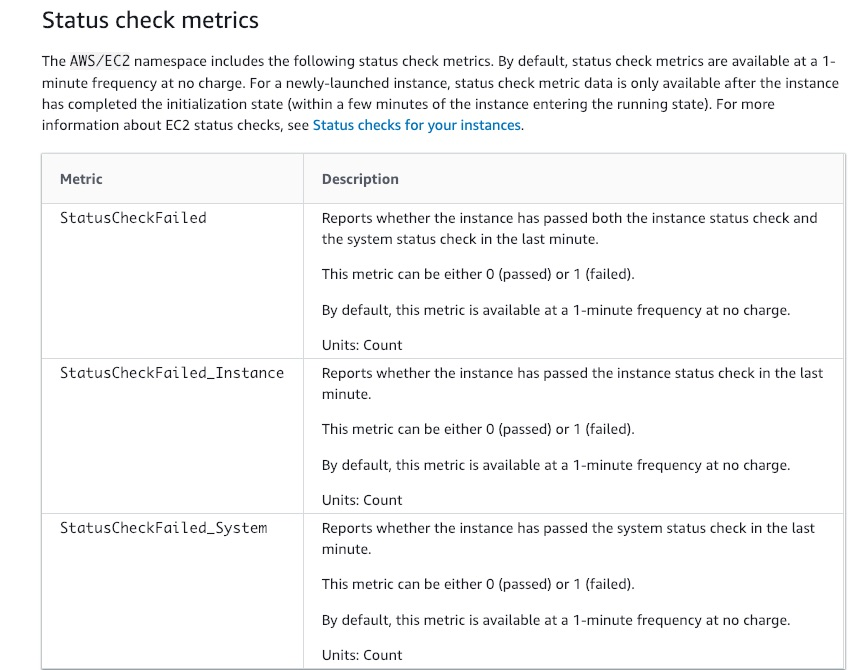 Status check metrics
The AWS/EC2 namespace includes the following status check metrics. By default, status check metrics are available at a 1-
minute frequency at no charge. For a newly-launched instance, status check metric data is only available after the instance
has completed the initialization state (within a few minutes of the instance entering the running state). For more
information about EC2 status checks, see Status checks for your instances.
Metric Description
StatusCheckFailed Reports whether the instance has passed both the instance status check and
the system status check in the last minute.
This metric can be either 0 (passed) or 1 (failed).
By default, this metric is available at a 1-minute frequency at no charge.
Units: Count
StatusCheckFailed_Instance Reports whether the instance has passed the instance status check in the last
minute.
This metric can be either 0 (passed) or 1 (failed).
By default, this metric is available at a 1-minute frequency at no charge.
Units: Count
StatusCheckFailed_System Reports whether the instance has passed the system status check in the last
minute.
This metric can be either 0 (passed) or 1 (failed).
By default, this metric is available at a 1-minute frequency at no charge.
Units: Count